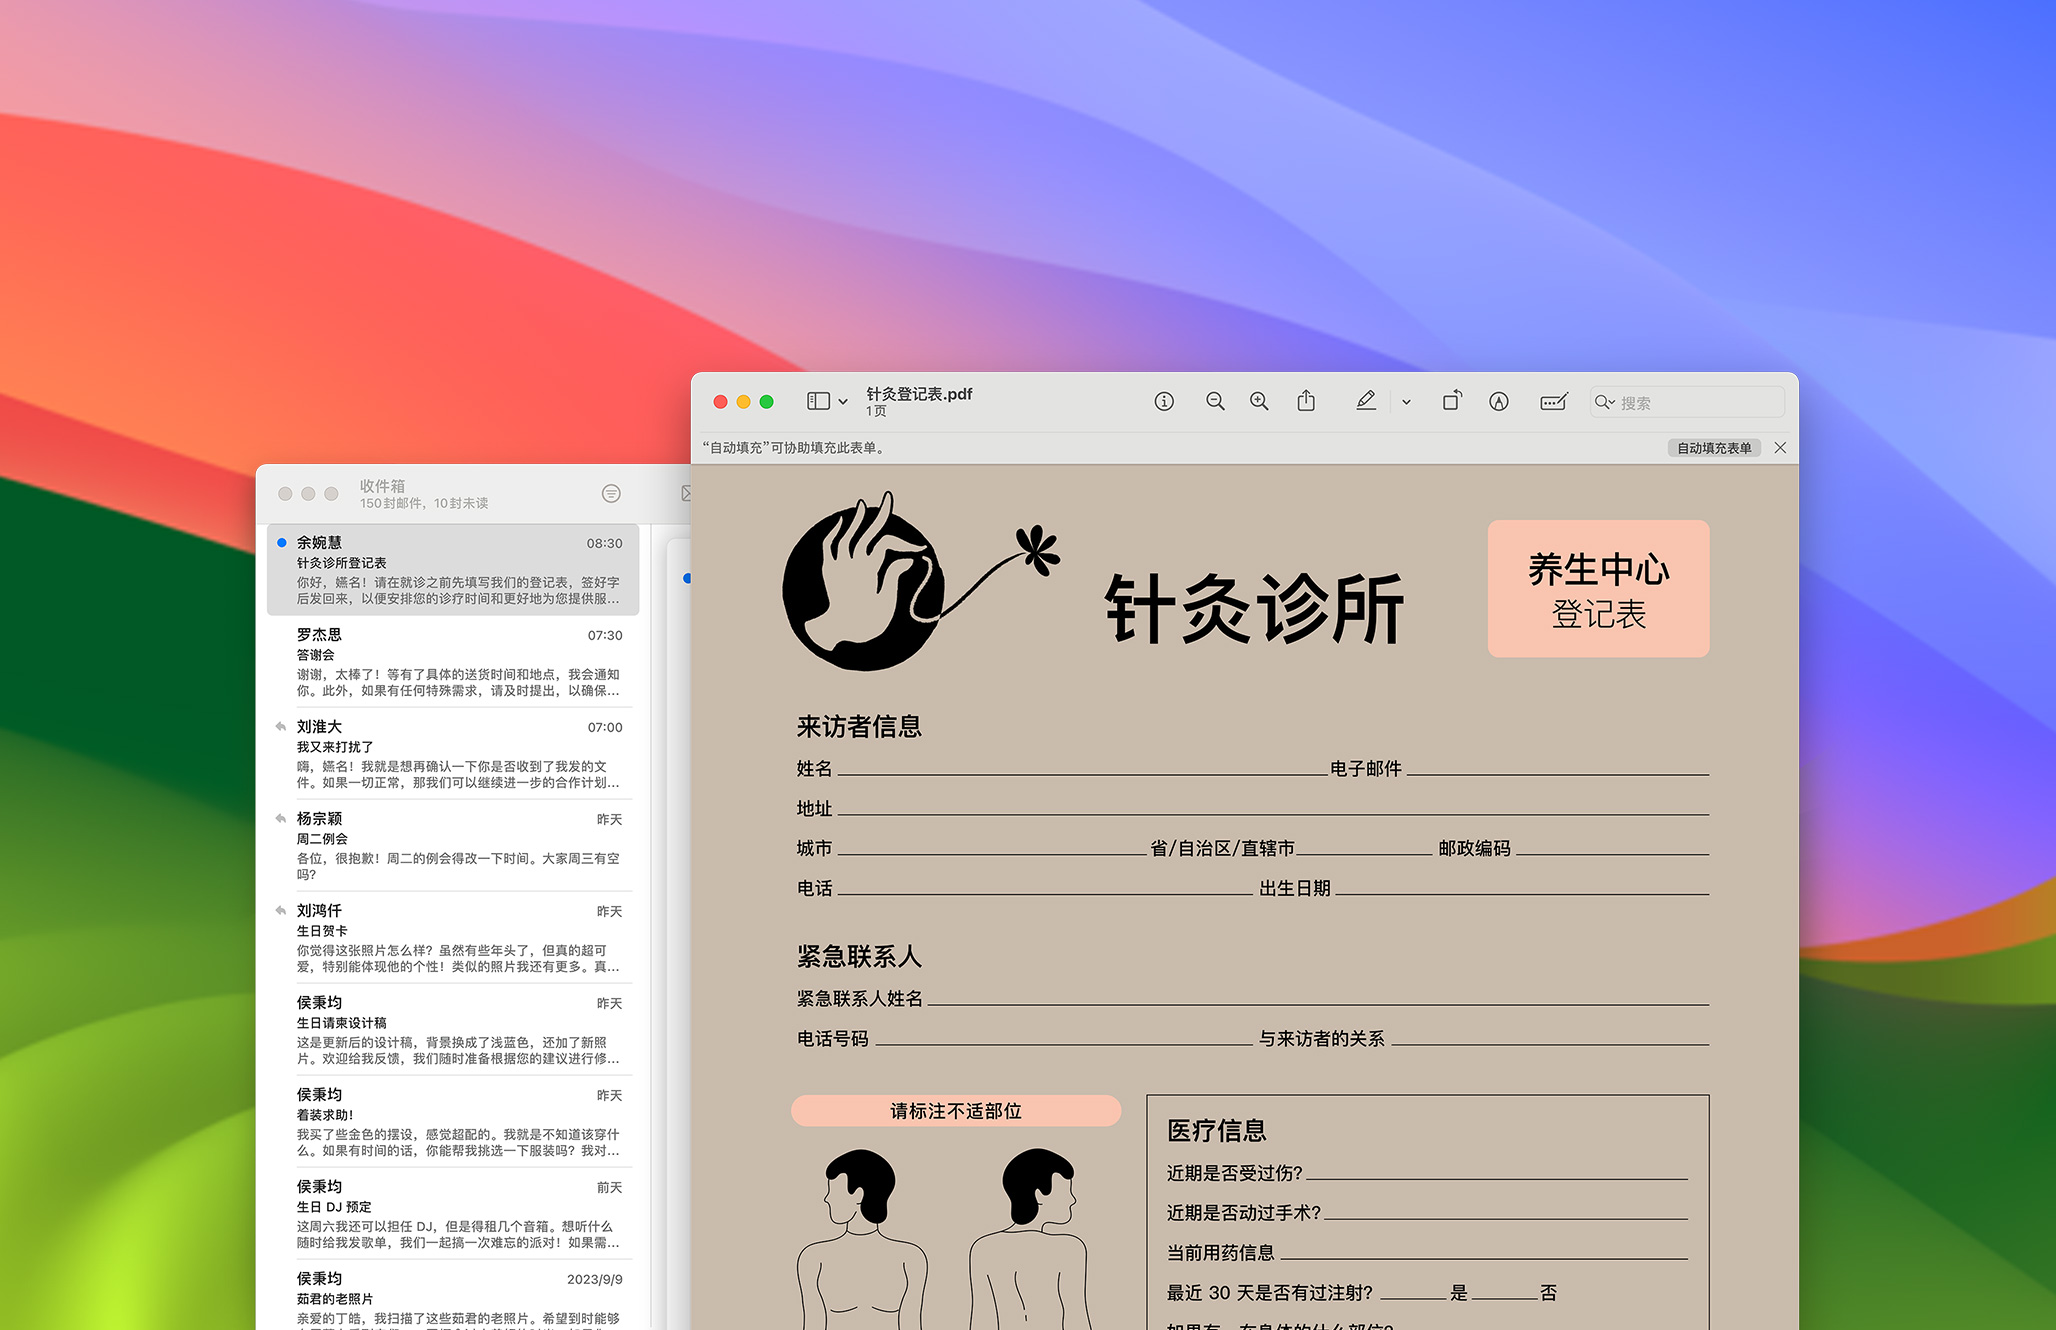 针灸登记表.pdf
1页
搜索
“自动填充”可协助填充此表单。
自动填充表单
收件箱
150封邮件，10封未读
余婉慧 08:30
针灸诊所登记表
你好，嬿名！请在就诊之前先填写我们的登记表，签好字
后发回来，以便安排您的诊疗时间和更好地为您提供服…
罗杰思 07:30
答谢会
谢谢，太棒了！等有了具体的送货时间和地点，我会通知
你。此外，如果有任何特殊需求，请及时提出，以确保…
刘淮大 07:00
我又来打扰了
嗨，嬿名！我就是想再确认一下你是否收到了我发的文
件。如果一切正常，那我们可以继续进一步的合作计划…
杨宗颖 昨天
周二例会
各位，很抱歉！周二的例会得改一下时间。大家周三有空
吗？
刘鸿仟 昨天
生日贺卡
你觉得这张照片怎么样？虽然有些年头了，但真的超可
爱，特别能体现他的个性！类似的照片我还有更多。真…
侯秉均 昨天
生日请柬设计稿
这是更新后的设计稿，背景换成了浅蓝色，还加了新照
片。欢迎给我反馈，我们随时准备根据您的建议进行修…
侯秉均 昨天
着装求助！
我买了些金色的摆设，感觉超配的。我就是不知道该穿什
么。如果有时间的话，你能帮我挑选一下服装吗？我对…
侯秉均 前天
生日 DJ 预定
这周六我还可以担任 DJ，但是得租几个音箱。想听什么
随时给我发歌单，我们一起搞一次难忘的派对！如果需…
侯秉均 2023/9/9
茹君的老照片
亲爱的丁皓，我扫描了这些茹君的老照片。希望到时能够
针灸诊所
养生中心
登记表
来访者信息
姓名 电子邮件
地址
城市 省/自治区/直辖市 邮政编码
电话 出生日期
紧急联系人
紧急联系人姓名
电话号码 与来访者的关系
请标注不适部位
医疗信息
近期是否受过伤？
近期是否动过手术？
当前用药信息
最近 30 天是否有过注射？ 是 否
如果有，在身体的什么部位？